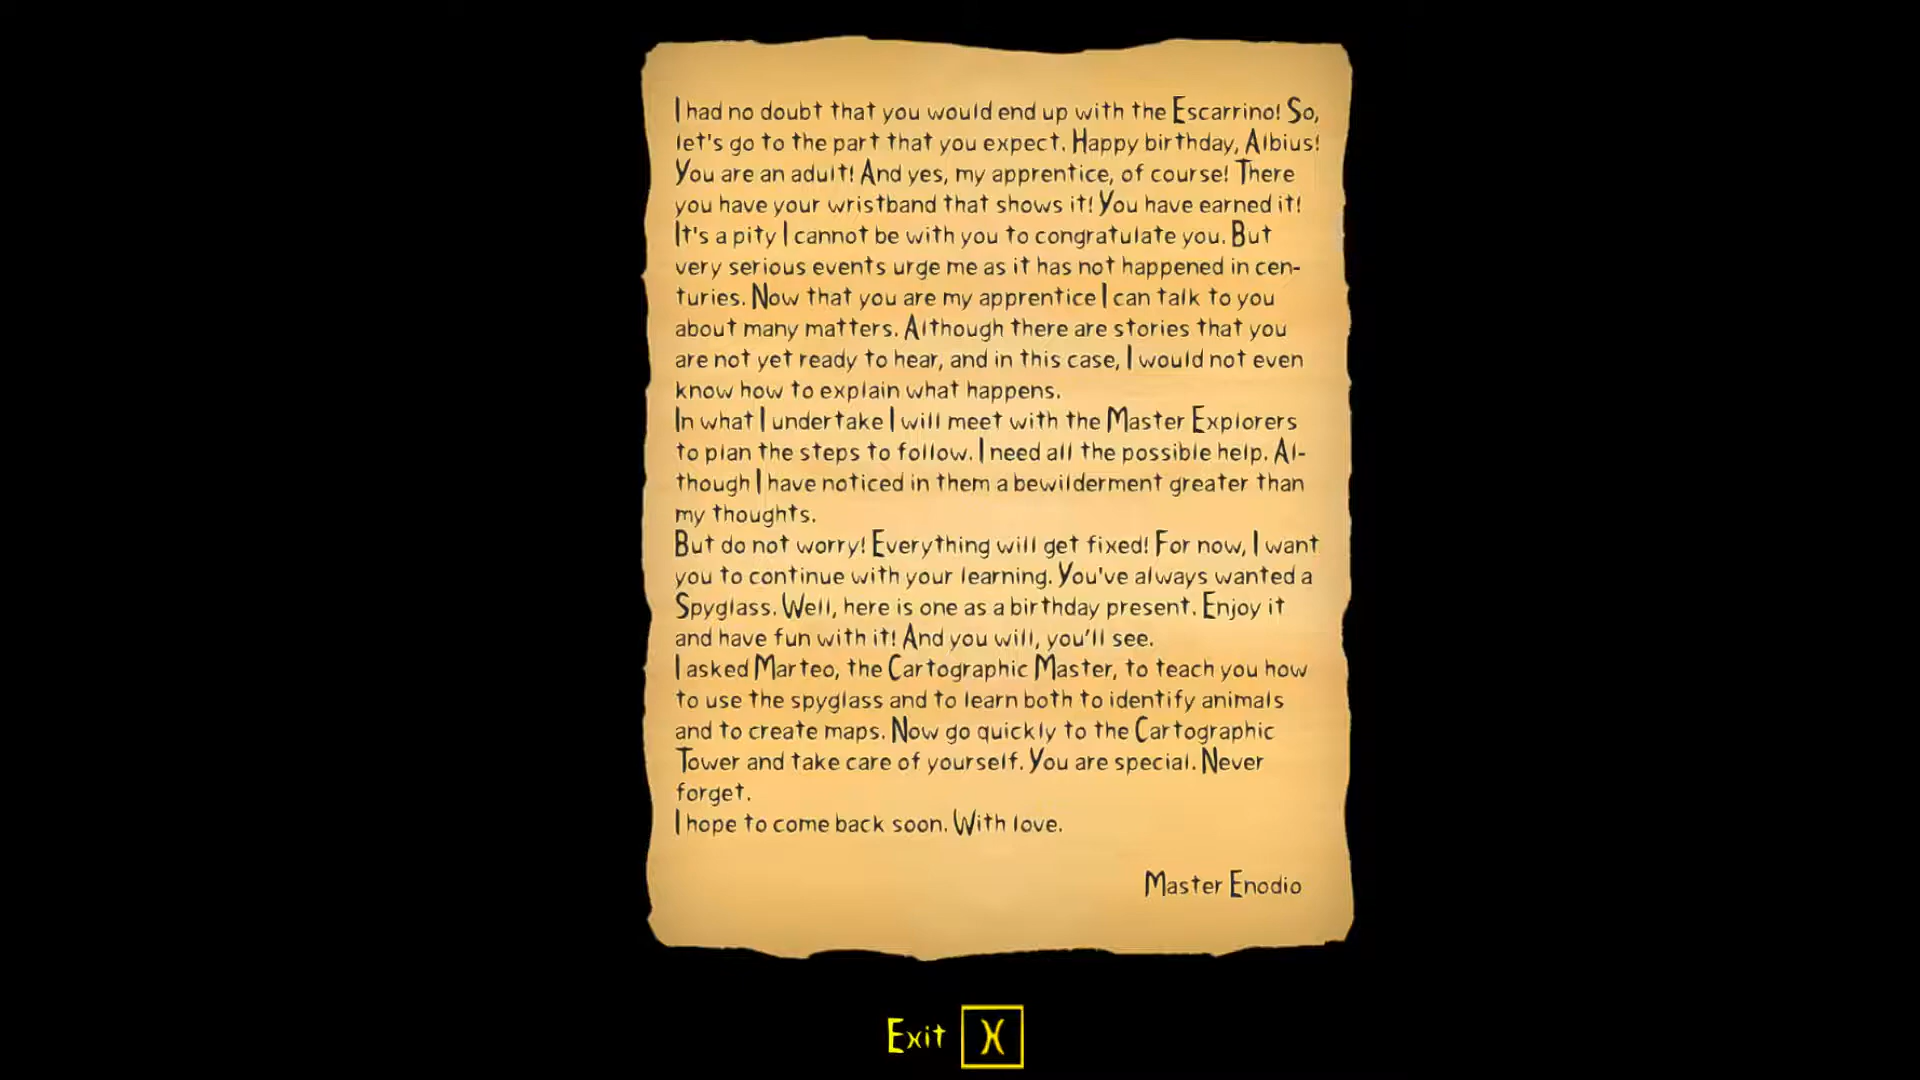 I had no doubt that you would end up with the Escarrino! So,
let's go to the part that you expect. Happy birthday, Albius!
You are an adult! And yes, my apprentice, of course! There
you have your wristband that shows it! You have earned it!
It's a pity I cannot be with you to congratulate you. But
very serious events urge me as it has not happened in cen-
turies. Now that you are my apprentice I can talk to you
about many matters. Although there are stories that you
are not yet ready to hear, and in this case, I would not even
know how to explain what happens.
In what I undertake I will meet with the Master Explorers
to plan the steps to follow. I need all the possible help. Al-
though I have noticed in them a bewilderment greater than
my thoughts.
But do not worry! Everything will get fixed! For now, I want
you to continue with your learning. You've always wanted a
Spyglass. Well, here is one as a birthday present. Enjoy it
and have fun with it! And you will, you'll see.
I asked Marteo, the Cartographic Master, to teach you how
to use the spyglass and to learn both to identify animals
and to create maps. Now go quickly to the Cartographic
Tower and take care of yourself. You are special. Never
forget.
I hope to come back soon. With love.
Master Enodio
Exit X